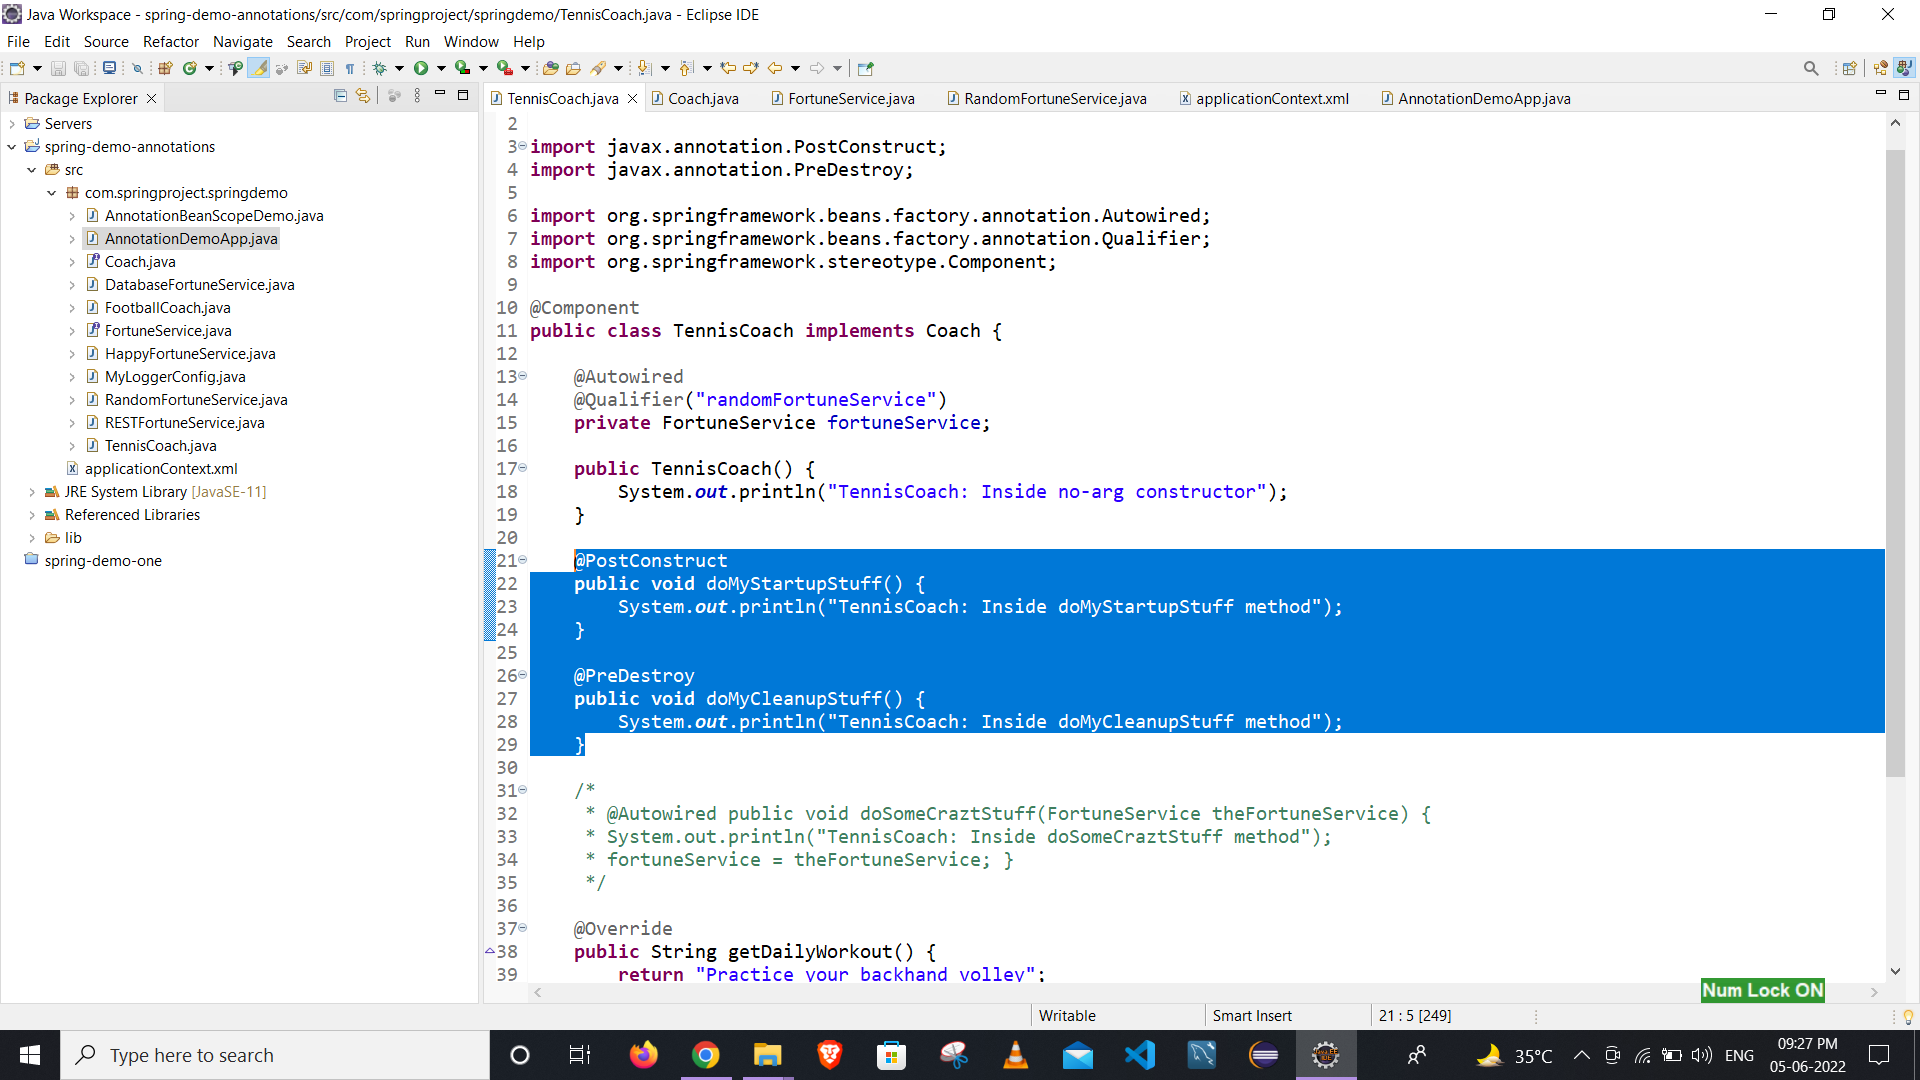 Java Workspace - spring-demo-annotations/src/com/springproject/springdemo/TennisCoach.java - Eclipse IDE
File Edit Source Refactor Navigate Search Project Run Window Help
Package Explorer
Servers
spring-demo-annotations
src
com.springproject.springdemo
AnnotationBeanScopeDemo.java
AnnotationDemoApp.java
Coach.java
DatabaseFortuneService.java
FootballCoach.java
FortuneService.java
HappyFortuneService.java
MyLoggerConfig.java
RandomFortuneService.java
RESTFortuneService.java
TennisCoach.java
applicationContext.xml
JRE System Library [JavaSE-11]
Referenced Libraries
lib
spring-demo-one
TennisCoach.java Coach.java FortuneService.java RandomFortuneService.java applicationContext.xml AnnotationDemoApp.java
2
3 import javax.annotation.PostConstruct;
4 import javax.annotation.PreDestroy;
5
6 import org.springframework.beans.factory.annotation.Autowired;
7 import org.springframework.beans.factory.annotation.Qualifier;
8 import org.springframework.stereotype.Component;
9
10 @Component
11 public class TennisCoach implements Coach {
12
13 @Autowired
14 @Qualifier("randomFortuneService")
15 private FortuneService fortuneService;
16
17 public TennisCoach() {
18 System.out.println("TennisCoach: Inside no-arg constructor");
19 }
20
21 @PostConstruct
22 public void doMyStartupStuff() {
23 System.out.println("TennisCoach: Inside doMyStartupStuff method");
24 }
25
26 @PreDestroy
27 public void doMyCleanupStuff() {
28 System.out.println("TennisCoach: Inside doMyCleanupStuff method");
29 }
30
31 /*
32 * @Autowired public void doSomeCraztStuff(FortuneService theFortuneService) {
33 * System.out.println("TennisCoach: Inside doSomeCraztStuff method");
34 * fortuneService = theFortuneService; }
35 */
36
37 @Override
38 public String getDailyWorkout() {
39 return "Practice your backhand volley";
Num Lock ON
Writable Smart Insert 21 : 5 [249]
Type here to search
35°C ENG 09:27 PM
05-06-2022